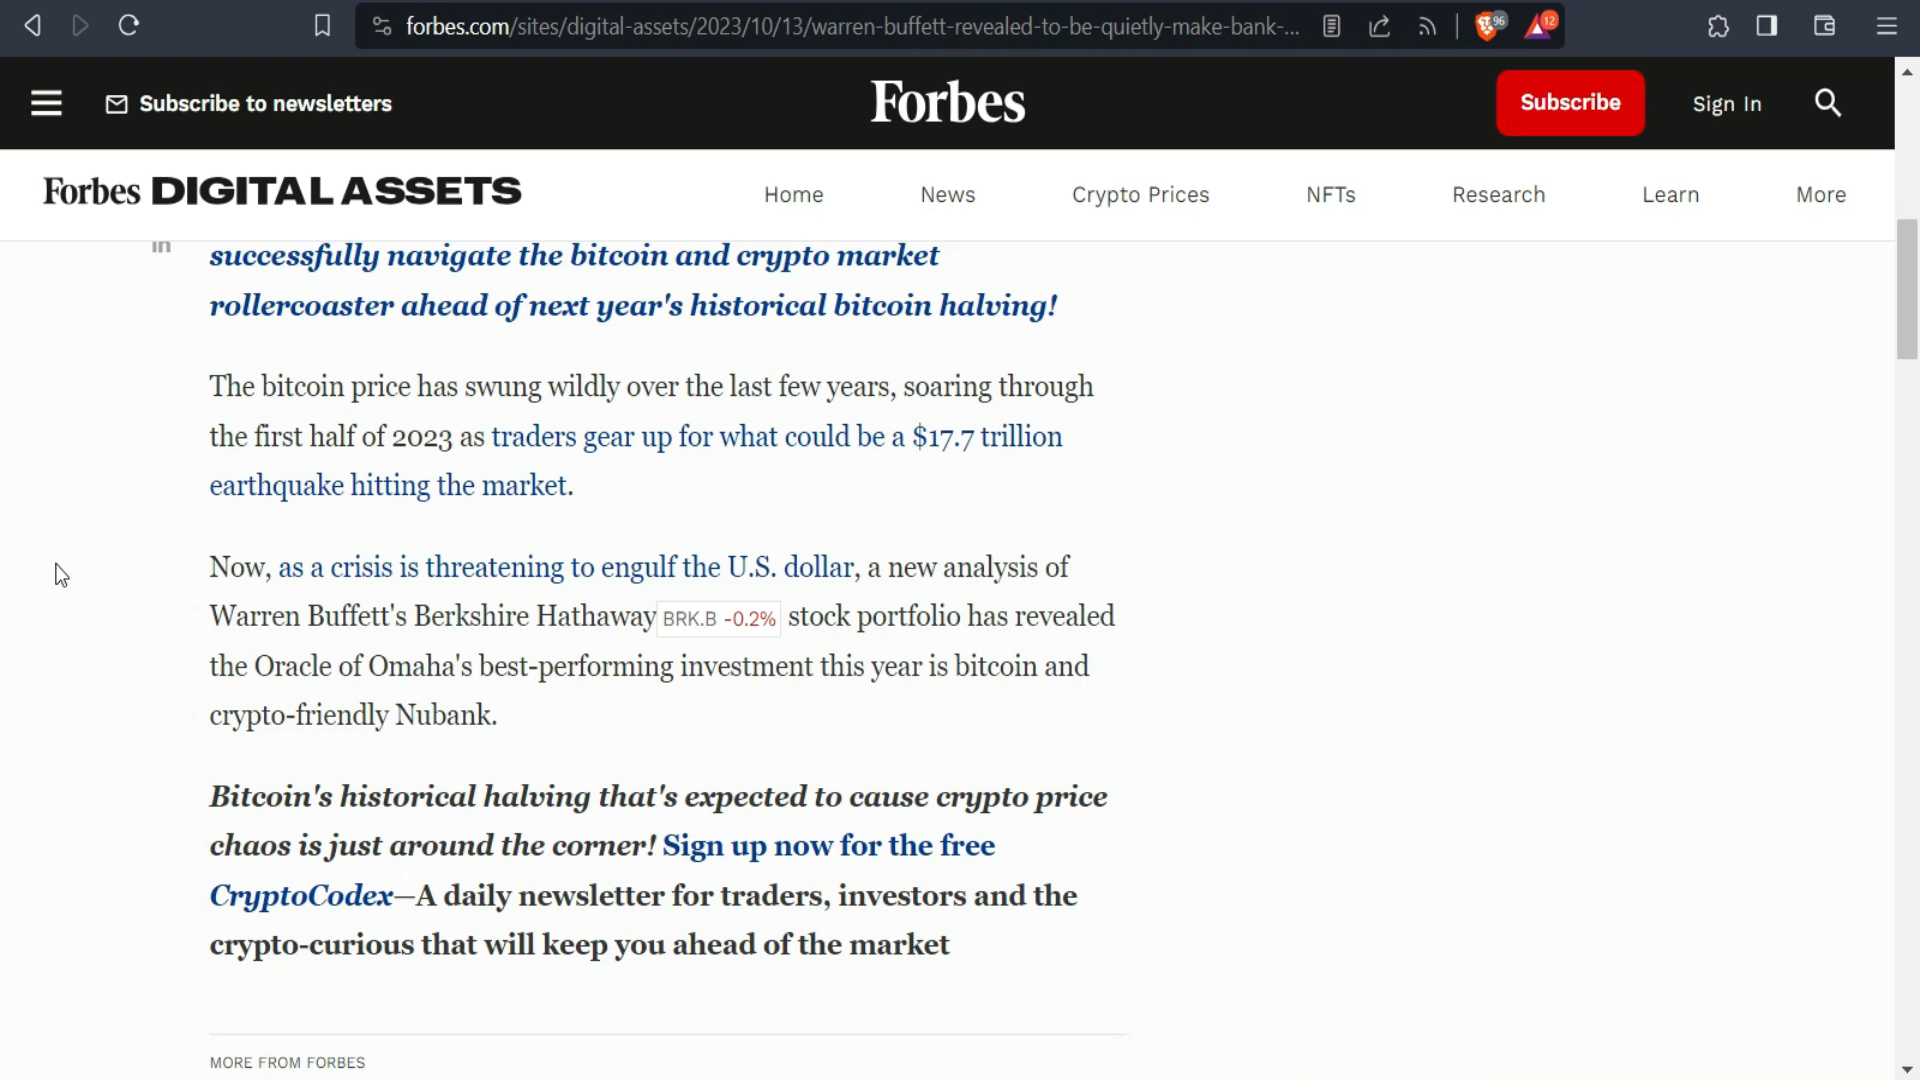 forbes.com/sites/digital-assets/2023/10/13/warren-buffett-revealed-to-be-quietly-make-bank-...
96
12
Subscribe to newsletters
Forbes
Subscribe
Sign In
Forbes DIGITAL ASSETS
Home
News
Crypto Prices
NFTs
Research
Learn
More
in
successfully navigate the bitcoin and crypto market
rollercoaster ahead of next year's historical bitcoin halving!
The bitcoin price has swung wildly over the last few years, soaring through
the first half of 2023 as traders gear up for what could be a $17.7 trillion
earthquake hitting the market.
Now, as a crisis is threatening to engulf the U.S. dollar, a new analysis of
Warren Buffett's Berkshire Hathaway BRK.B -0.2% stock portfolio has revealed
the Oracle of Omaha's best-performing investment this year is bitcoin and
crypto-friendly Nubank.
Bitcoin's historical halving that's expected to cause crypto price
chaos is just around the corner! Sign up now for the free
CryptoCodex—A daily newsletter for traders, investors and the
crypto-curious that will keep you ahead of the market
MORE FROM FORBES